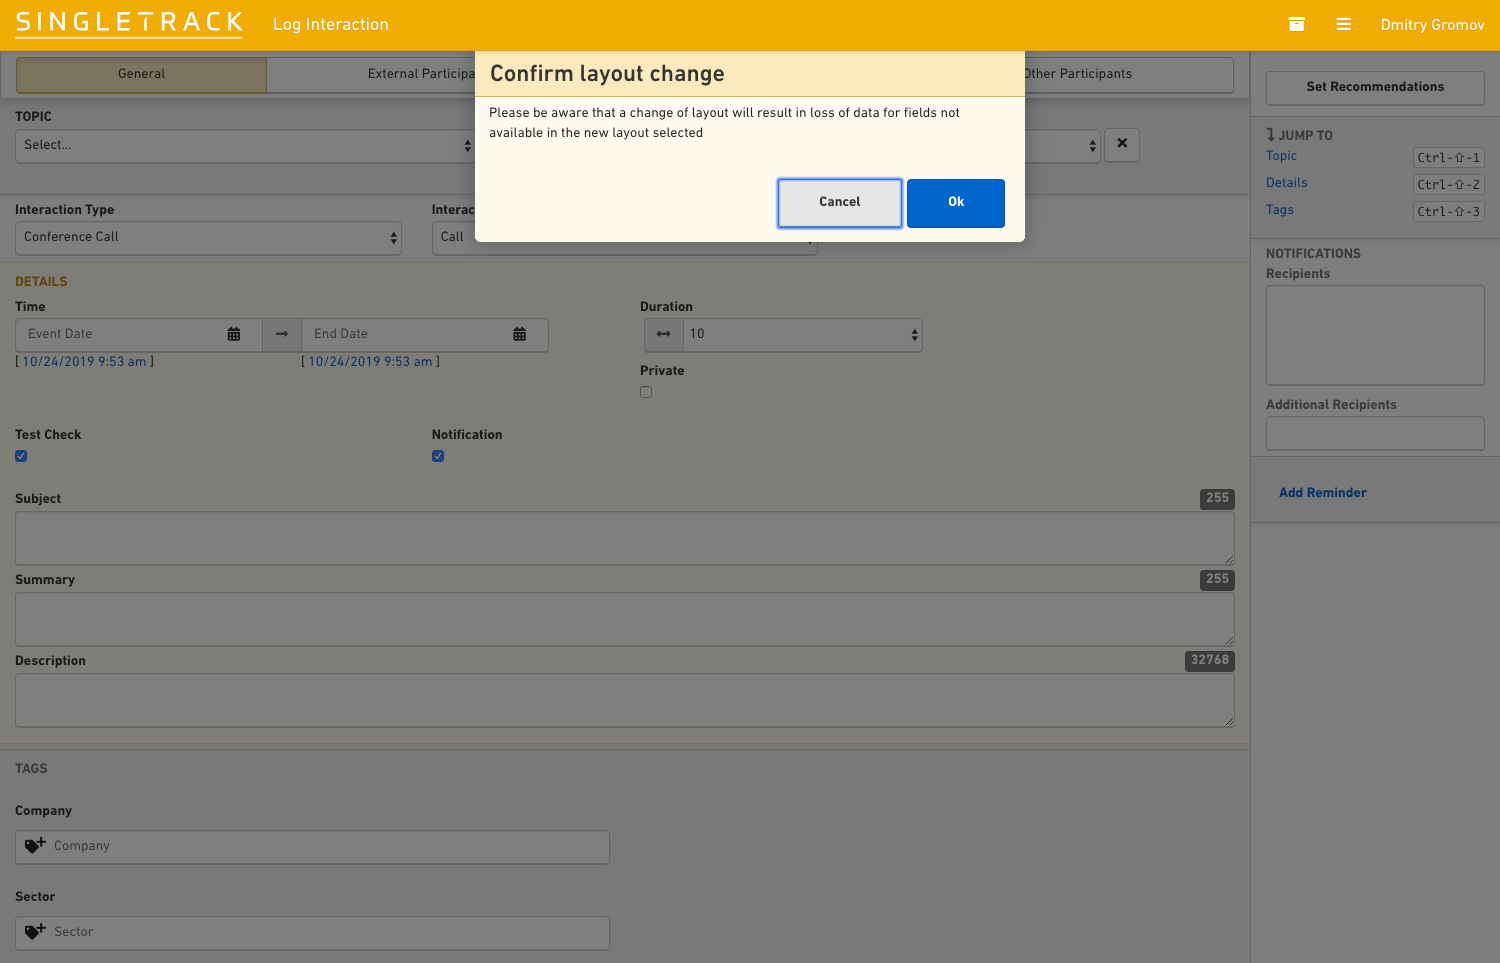 SINGLETRACK
Log Interaction
Dmitry Gromov
General
External Participa
Other Participants
Confirm layout change
Please be aware that a change of layout will result in loss of data for fields not
available in the new layout selected
Cancel
Ok
TOPIC
Select...
Interaction Type
Conference Call
Interac
Call
DETAILS
Time
Event Date
End Date
[ 10/24/2019 9:53 am ]
[ 10/24/2019 9:53 am ]
Duration
10
Private
Test Check
Notification
Subject
255
Summary
255
Description
32768
TAGS
Company
Company
Sector
Sector
Set Recommendations
JUMP TO
Topic
Ctrl-⇧-1
Details
Ctrl-⇧-2
Tags
Ctrl-⇧-3
NOTIFICATIONS
Recipients
Additional Recipients
Add Reminder